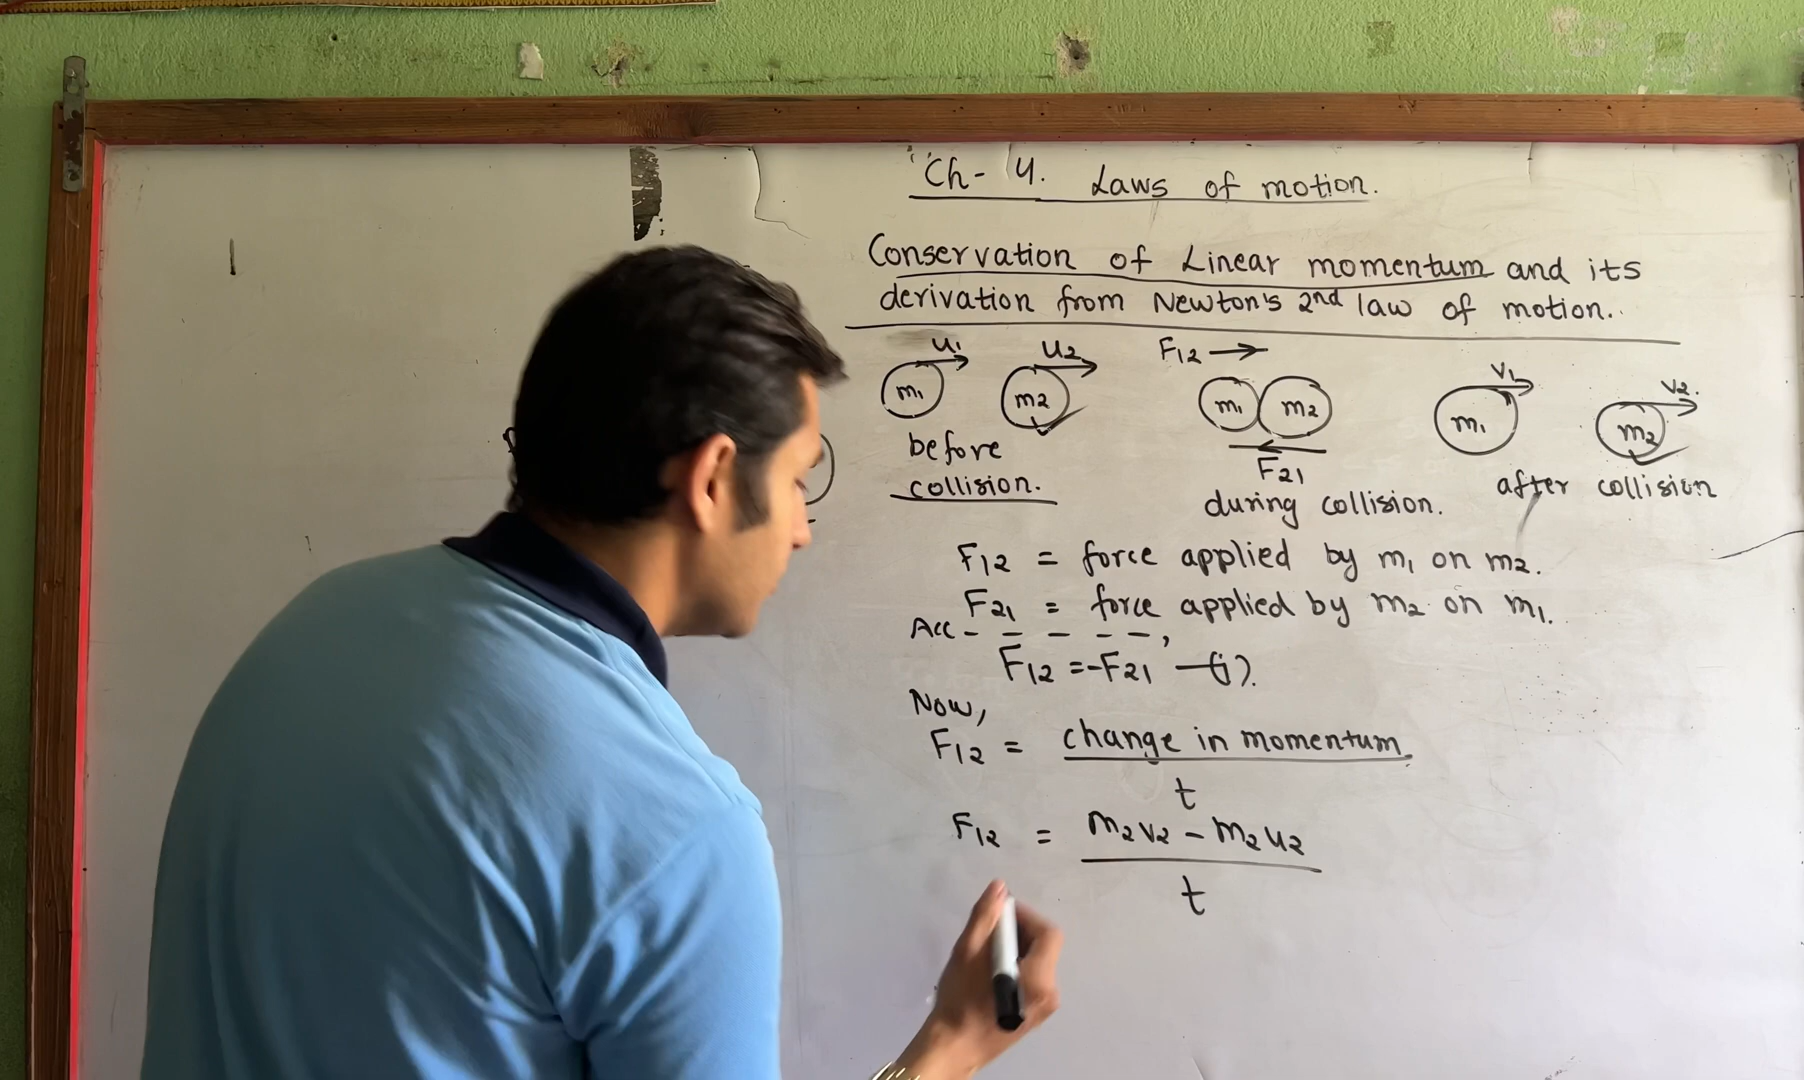 Ch- 4. Laws of motion.
Conservation of Linear momentum and its
derivation from Newton's 2nd law of motion.
u1 u2 F12 v1 v2.
m1 m2 m1 m2 m1 m2
before
collision.
F21
during collision.
after collision
F12 = force applied by m1 on m2.
F21 = force applied by m2 on m1.
Acc - - - - -,
F12 = -F21 —(i).
Now,
F12 = change in momentum.
t
F12 = m2v2 - m2u2
t